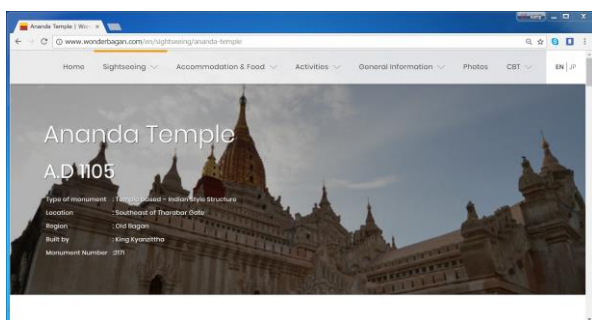 Ananda Temple | Won
www.wonderbagan.com/en/sightseeing/ananda-temple
Home Sightseeing Accommodation & Food Activities General Information Photos CBT EN | JP
Ananda Temple
A.D 1105
Type of monument : Temple based - Indian Style Structure
Location : Southeast of Tharabar Gate
Region : Old Bagan
Built by : King Kyanzittha
Monument Number :2171